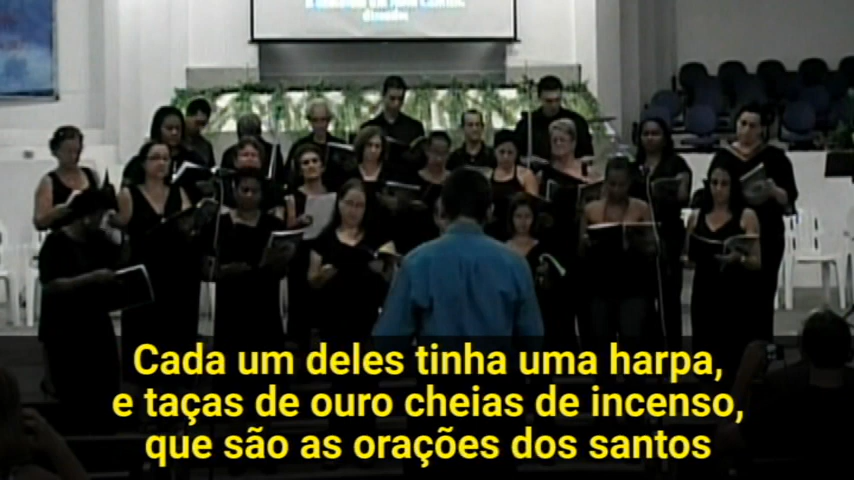 Cada um deles tinha uma harpa,
e taças de ouro cheias de incenso,
que são as orações dos santos